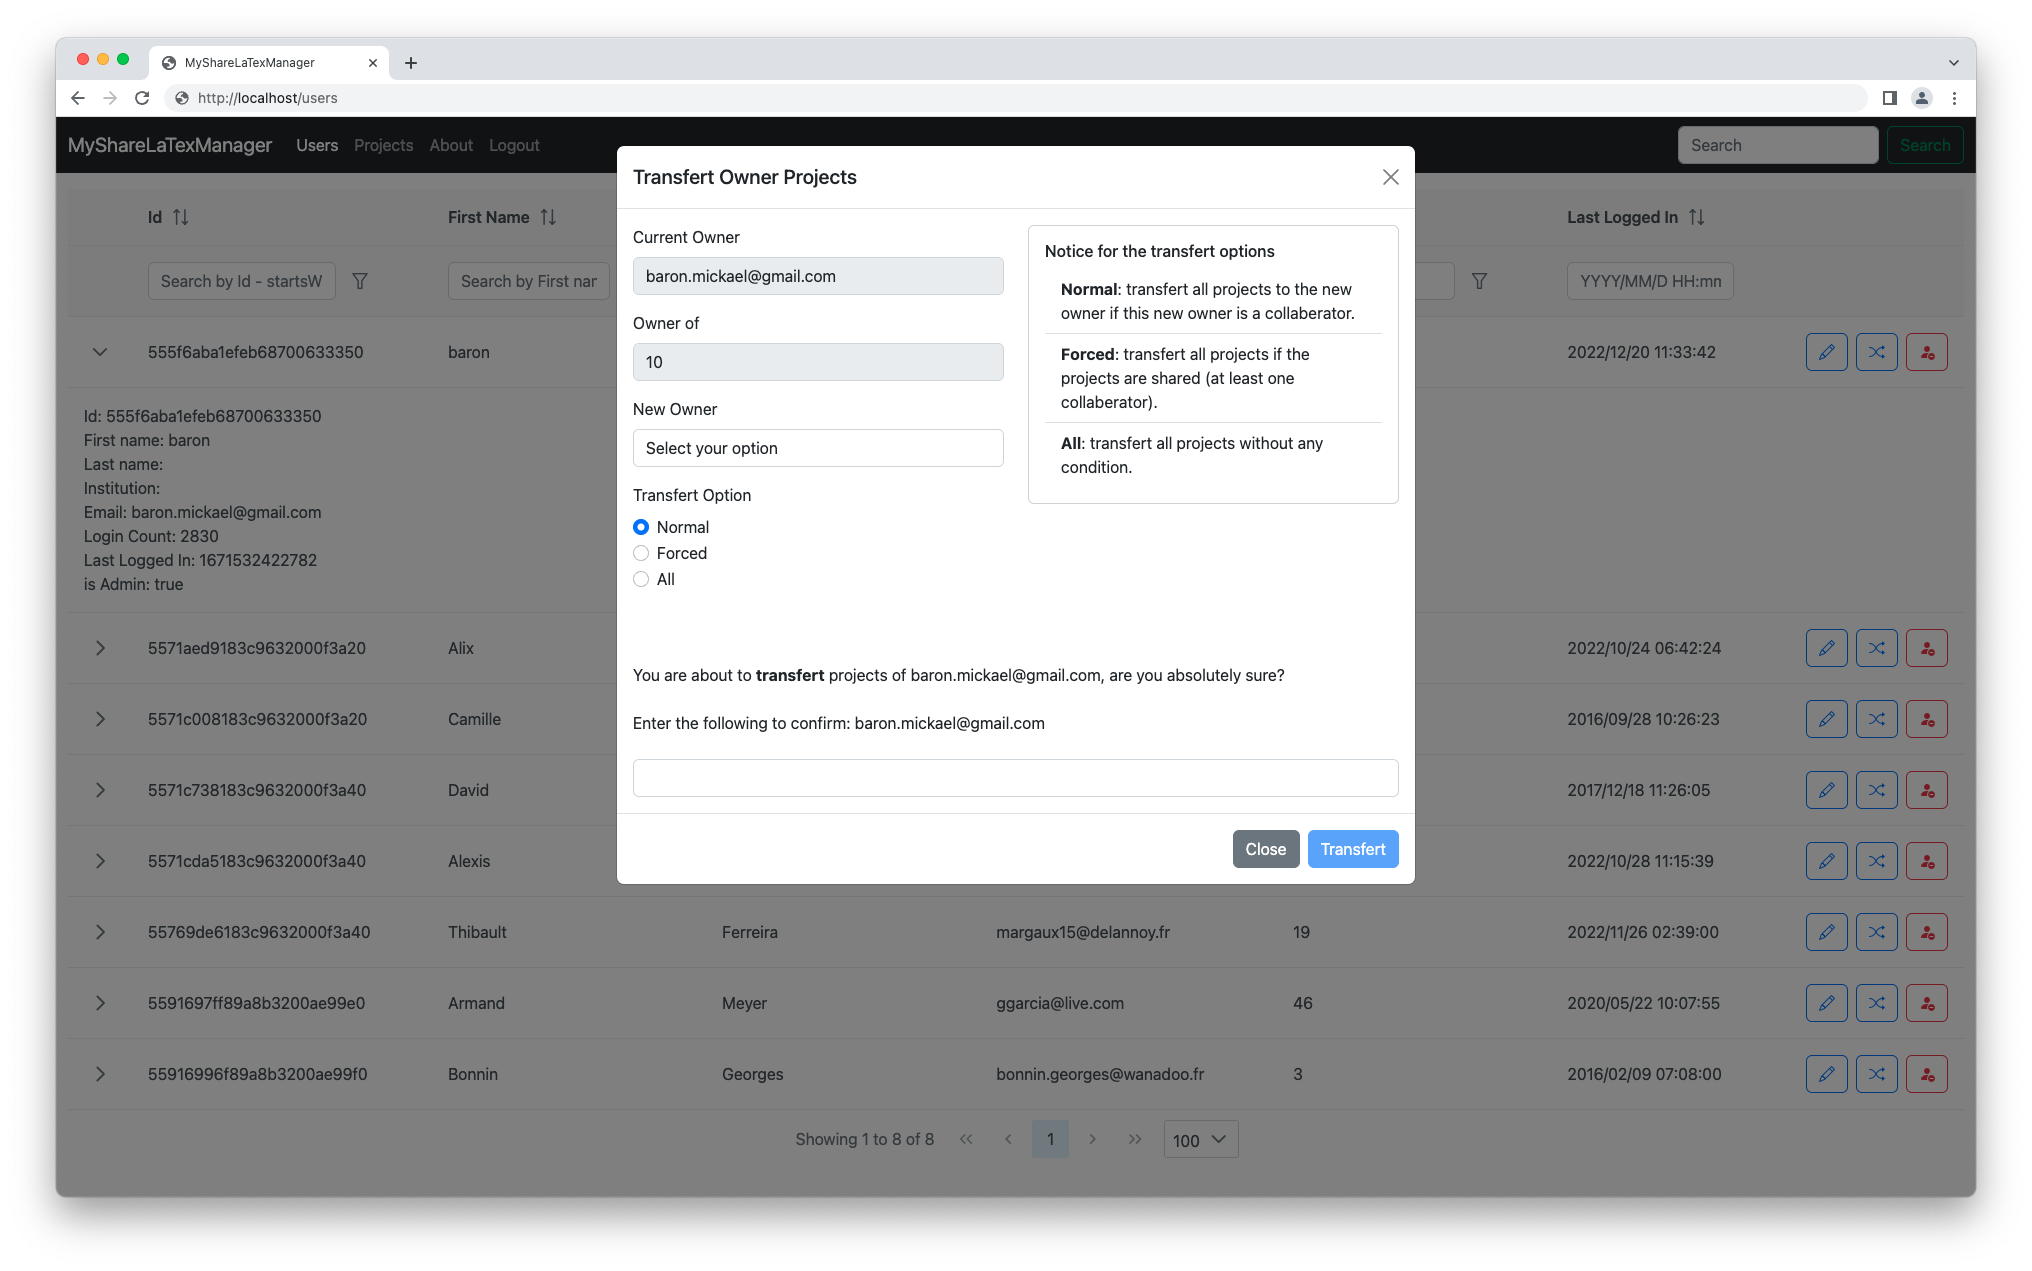 MyShareLaTexManager
http://localhost/users
MyShareLaTexManager Users Projects About Logout Search Search
Transfert Owner Projects
Id First Name Last Logged In
Search by Id - startsW Search by First nar YYYY/MM/D HH:mn
Current Owner
baron.mickael@gmail.com
Owner of
10
New Owner
Select your option
Transfert Option
Normal
Forced
All
Notice for the transfert options
Normal: transfert all projects to the new
owner if this new owner is a collaberator.
Forced: transfert all projects if the
projects are shared (at least one
collaberator).
All: transfert all projects without any
condition.
You are about to transfert projects of baron.mickael@gmail.com, are you absolutely sure?
Enter the following to confirm: baron.mickael@gmail.com
Close Transfert
555f6aba1efeb68700633350 baron 2022/12/20 11:33:42
Id: 555f6aba1efeb68700633350
First name: baron
Last name:
Institution:
Email: baron.mickael@gmail.com
Login Count: 2830
Last Logged In: 1671532422782
is Admin: true
5571aed9183c9632000f3a20 Alix 2022/10/24 06:42:24
5571c008183c9632000f3a20 Camille 2016/09/28 10:26:23
5571c738183c9632000f3a40 David 2017/12/18 11:26:05
5571cda5183c9632000f3a40 Alexis 2022/10/28 11:15:39
55769de6183c9632000f3a40 Thibault Ferreira margaux15@delannoy.fr 19 2022/11/26 02:39:00
5591697ff89a8b3200ae99e0 Armand Meyer ggarcia@live.com 46 2020/05/22 10:07:55
55916996f89a8b3200ae99f0 Bonnin Georges bonnin.georges@wanadoo.fr 3 2016/02/09 07:08:00
Showing 1 to 8 of 8 1 100